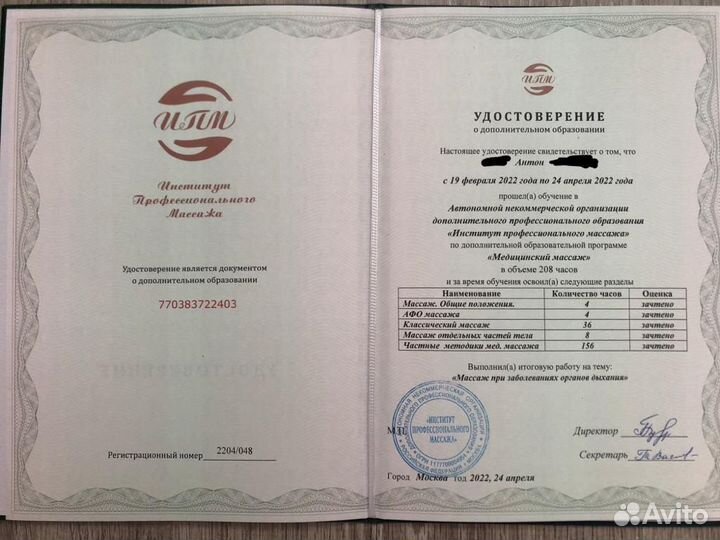 ИПМ
Институт
Профессионального
Массажа
Удостоверение является документом
о дополнительном образовании
770383722403
Регистрационный номер 2204/048
ИПМ
УДОСТОВЕРЕНИЕ
о дополнительном образовании
Настоящее удостоверение свидетельствует о том, что
Антон
с 19 февраля 2022 года по 24 апреля 2022 года
прошел(а) обучение в
Автономной некоммерческой организации
дополнительного профессионального образования
«Институт профессионального массажа»
по дополнительной образовательной программе
«Медицинский массаж»
в объеме 208 часов
и за время обучения освоил(а) следующие разделы
Наименование Количество часов Оценка
Массаж. Общие положения. 4 зачтено
АФО массажа 4 зачтено
Классический массаж 36 зачтено
Массаж отдельных частей тела 8 зачтено
Частные методики мед. массажа 156 зачтено
Выполнил(а) итоговую работу на тему:
«Массаж при заболеваниях органов дыхания»
М.П.
«ИНСТИТУТ
ПРОФЕССИОНАЛЬНОГО
МАССАЖА»
Директор
Секретарь
Город Москва год 2022, 24 апреля
Avito